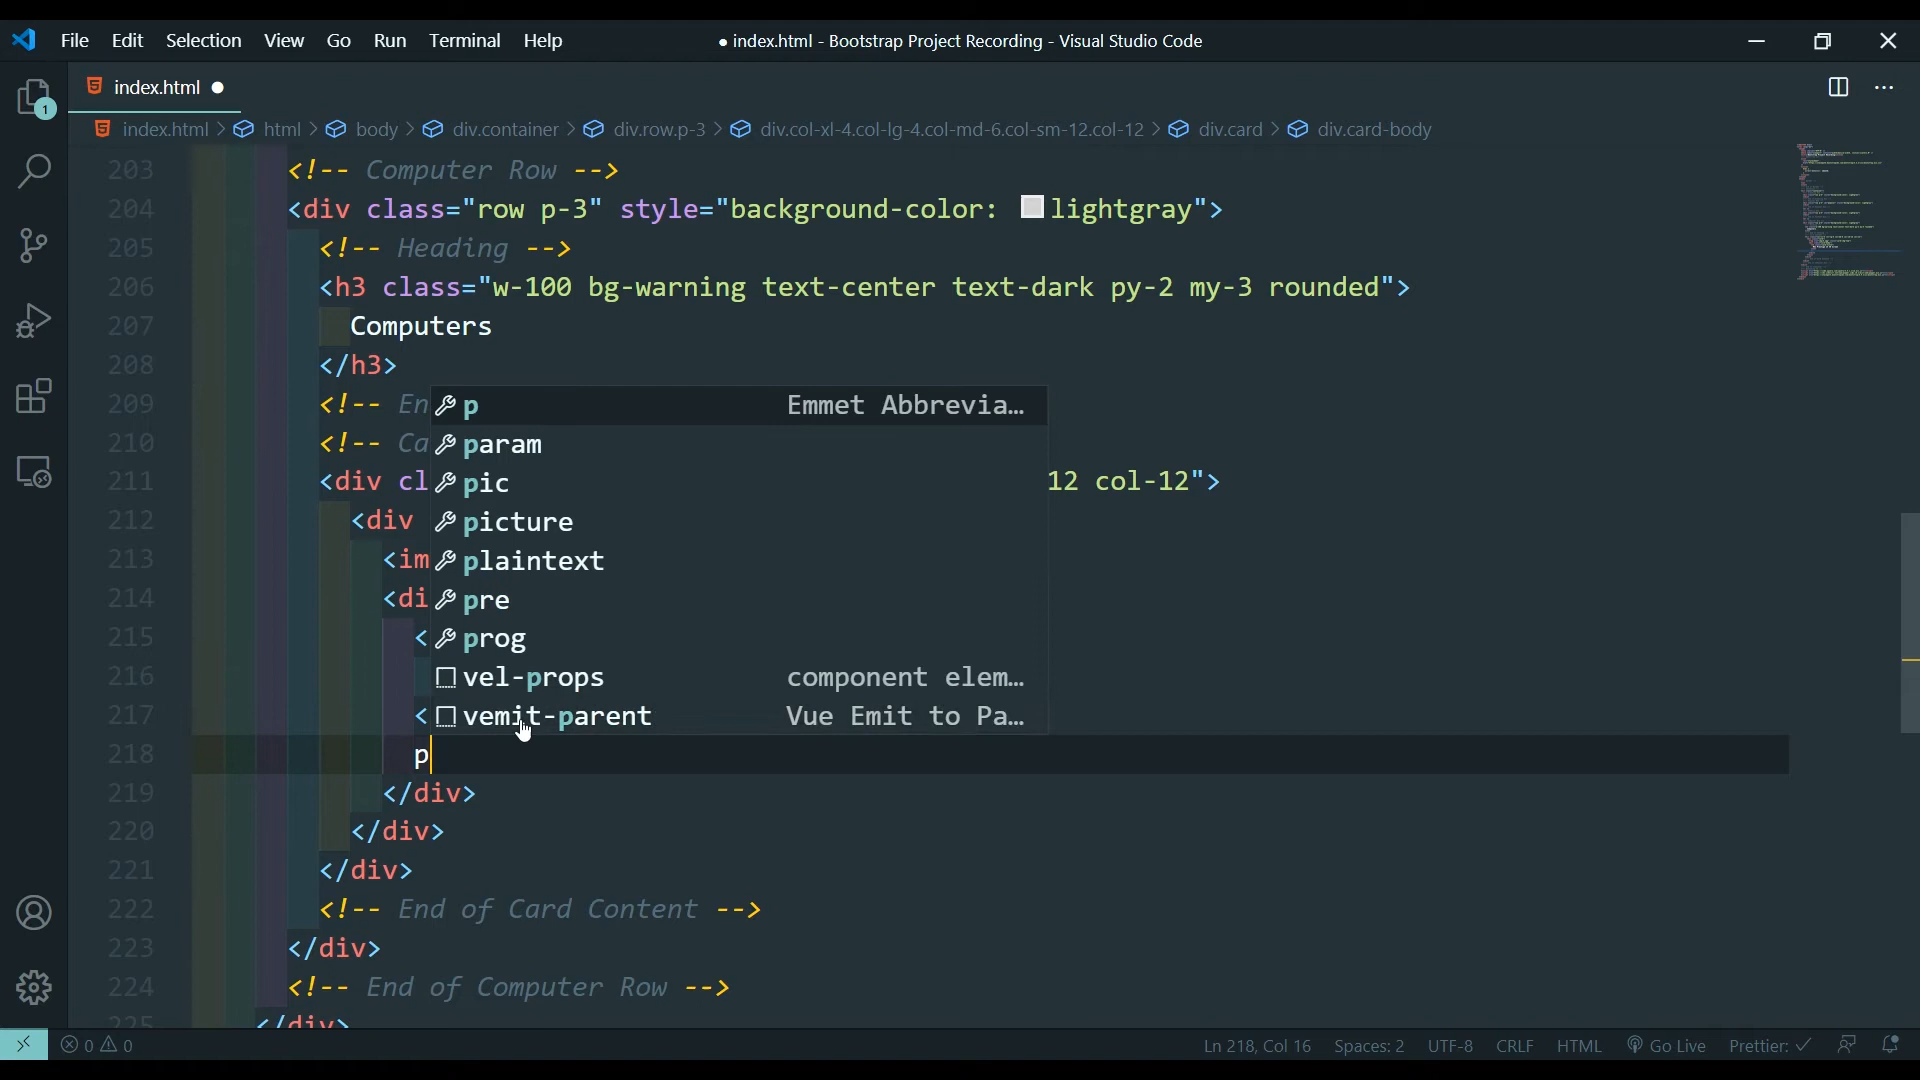 File Edit Selection View Go Run Terminal Help ● index.html - Bootstrap Project Recording - Visual Studio Code
1
index.html
index.html > html > body > div.container > div.row.p-3 > div.col-xl-4.col-lg-4.col-md-6.col-sm-12.col-12 > div.card > div.card-body
203 <!-- Computer Row -->
204 <div class="row p-3" style="background-color: lightgray">
205 <!-- Heading -->
206 <h3 class="w-100 bg-warning text-center text-dark py-2 my-3 rounded">
207 Computers
208 </h3>
209 <!-- En
p Emmet Abbrevia…
210 <!-- Ca
param
211 <div cl
pic
12 col-12">
212 <div
picture
213 <im
plaintext
214 <di
pre
215 <
prog
216
vel-props component elem…
217 <
vemit-parent Vue Emit to Pa…
218 p
219 </div>
220 </div>
221 </div>
222 <!-- End of Card Content -->
223 </div>
224 <!-- End of Computer Row -->
225 </div>
0 0 Ln 218, Col 16 Spaces: 2 UTF-8 CRLF HTML Go Live Prettier: ✓